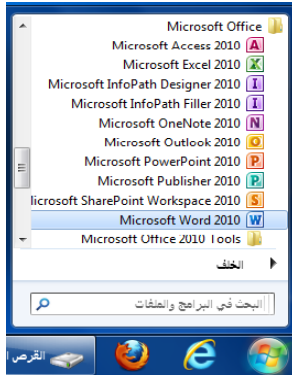 Microsoft Office
Microsoft Access 2010
Microsoft Excel 2010
Microsoft InfoPath Designer 2010
Microsoft InfoPath Filler 2010
Microsoft OneNote 2010
Microsoft Outlook 2010
Microsoft PowerPoint 2010
Microsoft Publisher 2010
licrosoft SharePoint Workspace 2010
Microsoft Word 2010
Microsoft Office 2010 Tools
الخلف
البحث في البرامج والملفات
القرص ا